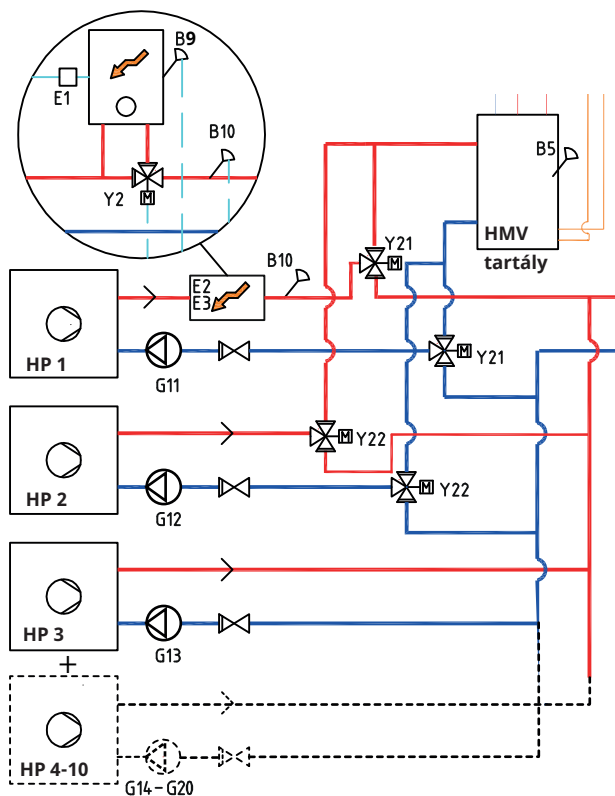 B9
E1
B10
Y2
M
B5
HMV
tartály
Y21
M
B10
E2
E3
HP 1
G11
M
Y21
HP 2
G12
Y22
M
M
Y22
HP 3
G13
+
HP 4-10
G14-G20